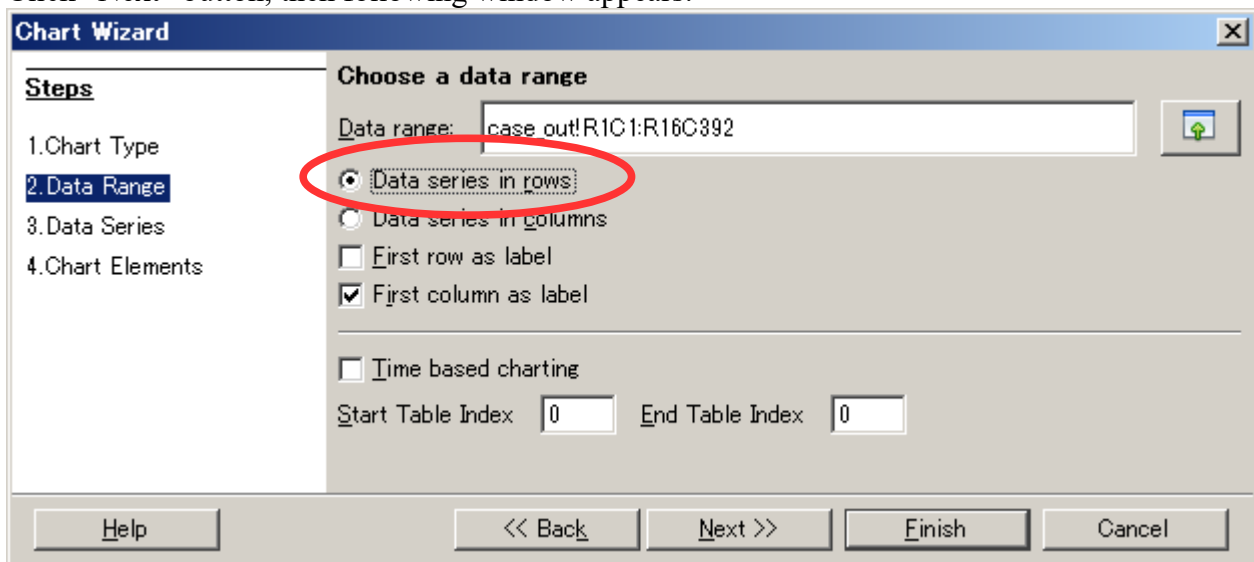 Chart Wizard
Steps
1.Chart Type
2.Data Range
3.Data Series
4.Chart Elements
Choose a data range
Data range: case_out!R1C1:R16C392
Data series in rows
Data series in columns
First row as label
First column as label
Time based charting
Start Table Index 0 End Table Index 0
Help << Back Next >> Finish Cancel